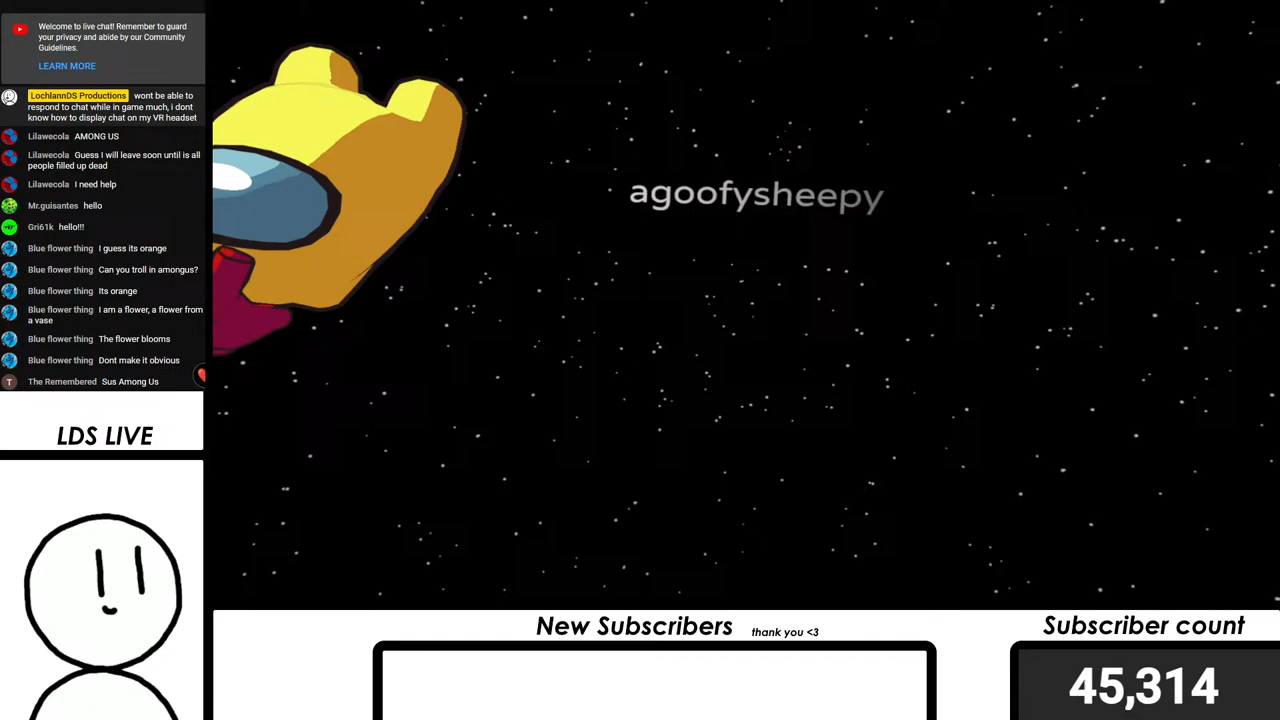 Welcome to live chat! Remember to guard
your privacy and abide by our Community
Guidelines.
LEARN MORE
LochlannDS Productions wont be able to
respond to chat while in game much, i dont
know how to display chat on my VR headset
Lilawecola AMONG US
Lilawecola Guess I will leave soon until is all
people filled up dead
Lilawecola I need help
Mr.guisantes hello
Gri61k hello!!!
Blue flower thing I guess its orange
Blue flower thing Can you troll in amongus?
Blue flower thing Its orange
Blue flower thing I am a flower, a flower from
a vase
Blue flower thing The flower blooms
Blue flower thing Dont make it obvious
T The Remembered Sus Among Us
LDS LIVE
agoofysheepy
New Subscribers thank you <3
Subscriber count
45,314